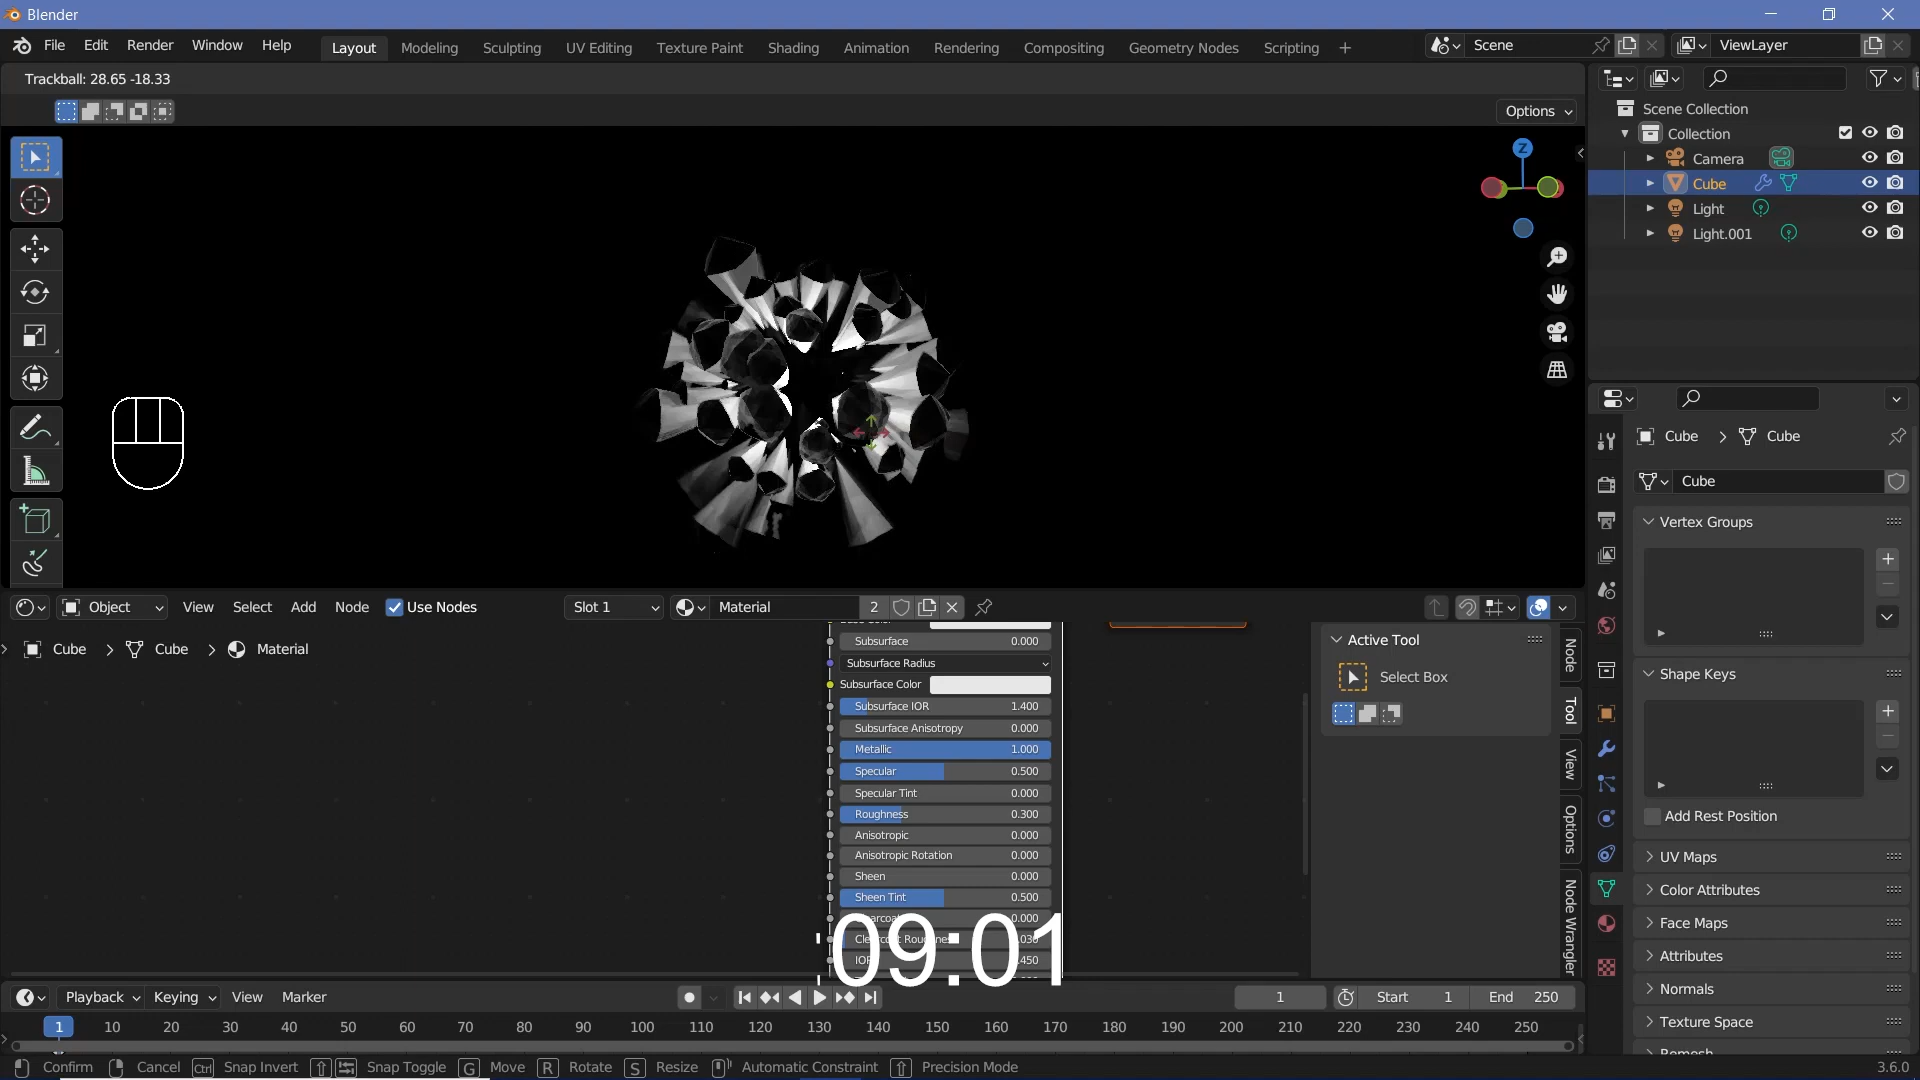 Blender
File Edit Render Window Help
Layout Modeling Sculpting UV Editing Texture Paint Shading Animation Rendering Compositing Geometry Nodes Scripting +
Scene
ViewLayer
Trackball: 28.65 -18.33
Options
Z
Scene Collection
Collection
Camera
Cube
Light
Light.001
Cube > Cube
Cube
Vertex Groups
Shape Keys
Add Rest Position
UV Maps
Color Attributes
Face Maps
Attributes
Normals
Texture Space
Remesh
Object View Select Add Node Use Nodes Slot 1 Material 2
Cube > Cube > Material
Subsurface 0.000
Subsurface Radius
Subsurface Color
Subsurface IOR 1.400
Subsurface Anisotropy 0.000
Metallic 1.000
Specular 0.500
Specular Tint 0.000
Roughness 0.300
Anisotropic 0.000
Anisotropic Rotation 0.000
Sheen 0.000
Sheen Tint 0.500
09:01
Active Tool
Select Box
Node
Tool
View
Options
Node Wrangler
Playback Keying View Marker
1
Start 1 End 250
1 10 20 30 40 50 60 70 80 90 100 110 120 130 140 150 160 170 180 190 200 210 220 230 240 250
Confirm Cancel Ctrl Snap Invert Snap Toggle G Move R Rotate S Resize Automatic Constraint Precision Mode
3.6.0